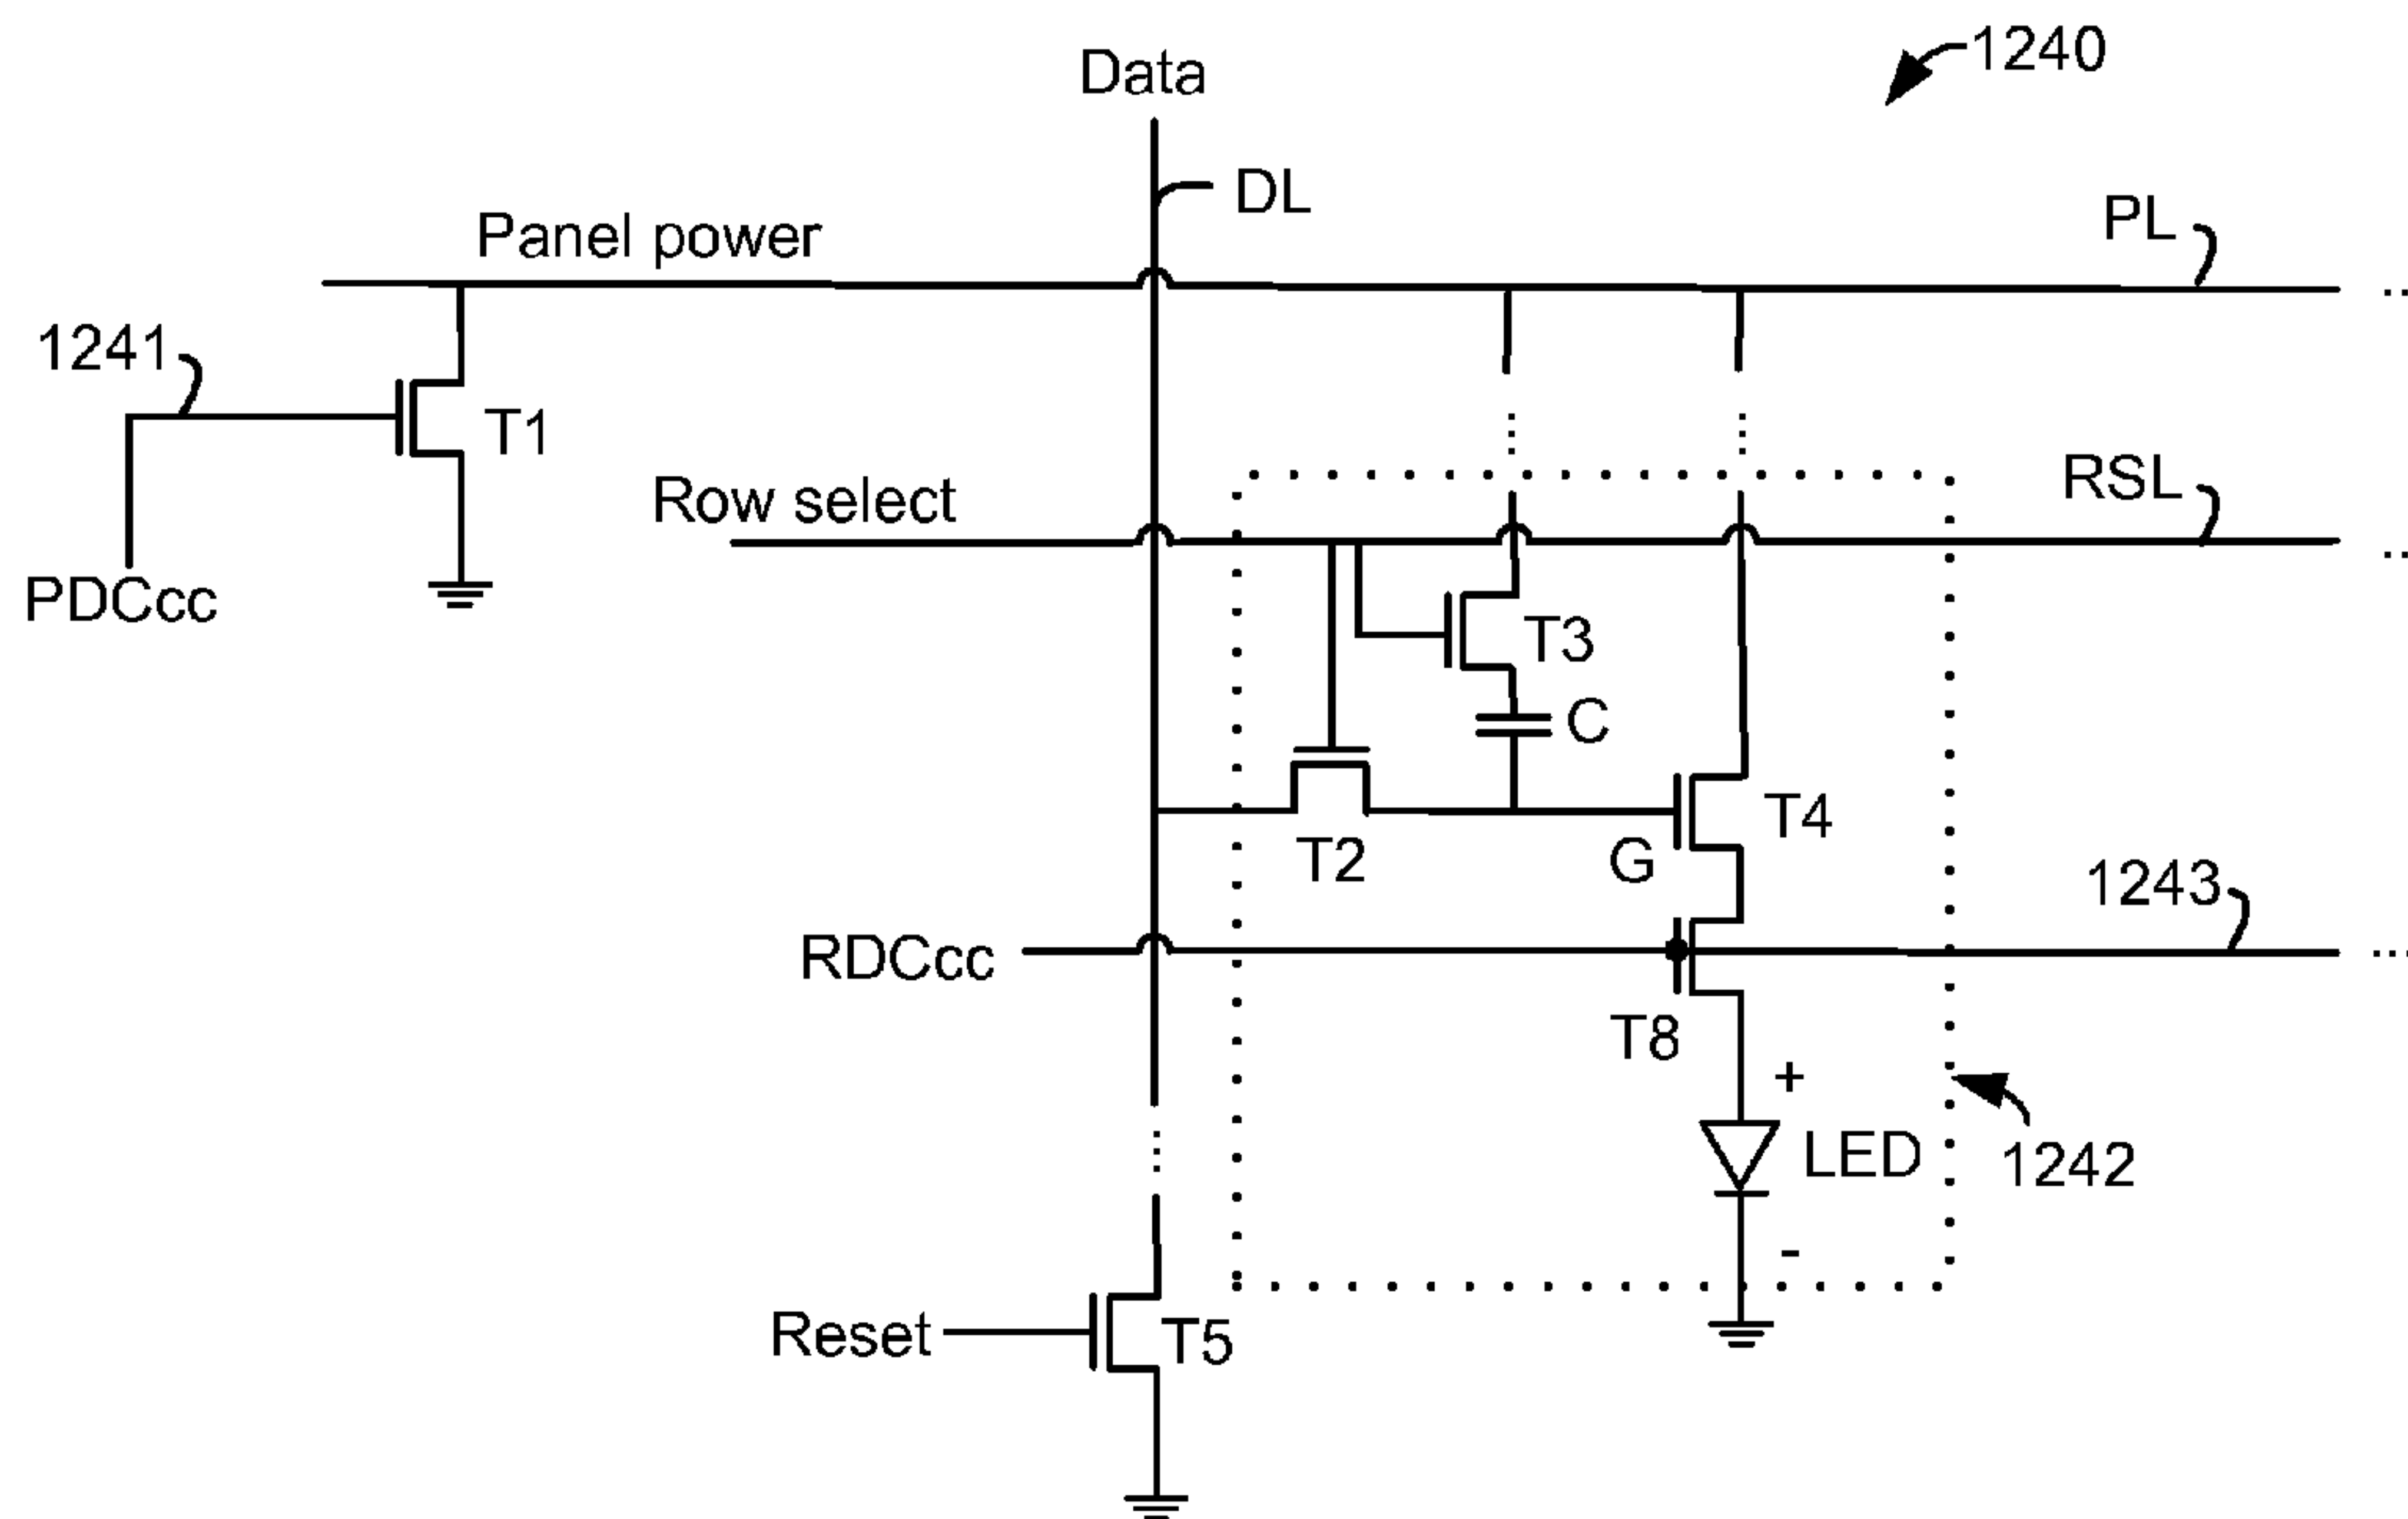 1240
Data
DL
PL
Panel power
1241
T1
RSL
Row select
PDCcc
T3
C
T4
T2
G
1243
RDCcc
T8
+
LED
1242
-
Reset
T5